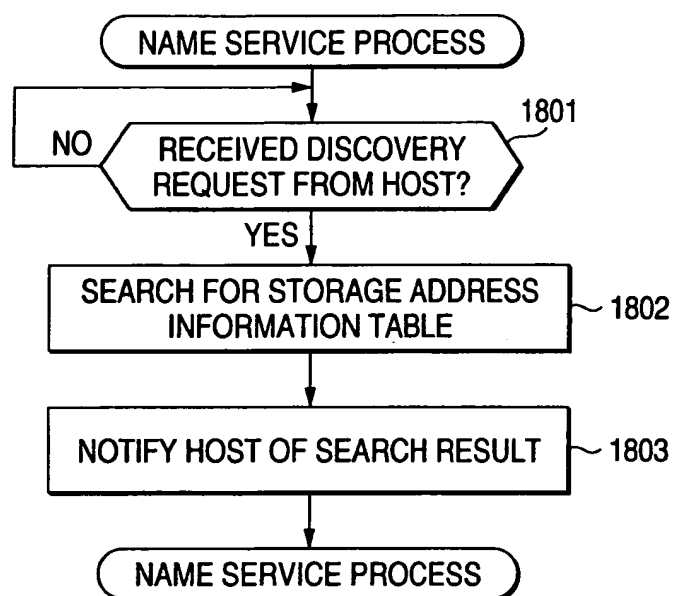 NAME SERVICE PROCESS
1801
NO
RECEIVED DISCOVERY
REQUEST FROM HOST?
YES
SEARCH FOR STORAGE ADDRESS
INFORMATION TABLE
1802
NOTIFY HOST OF SEARCH RESULT
1803
NAME SERVICE PROCESS